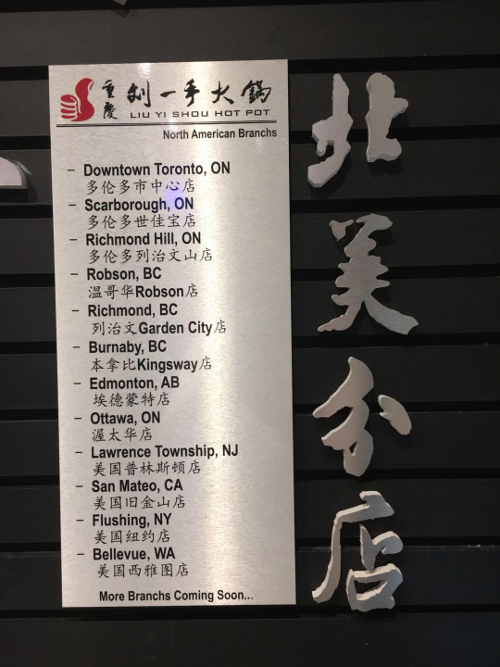 重慶 刘一手火锅
LIU YI SHOU HOT POT
North American Branchs
– Downtown Toronto, ON
多伦多市中心店
– Scarborough, ON
多伦多世佳宝店
– Richmond Hill, ON
多伦多列治文山店
– Robson, BC
温哥华Robson店
– Richmond, BC
列治文Garden City店
– Burnaby, BC
本拿比Kingsway店
– Edmonton, AB
埃德蒙特店
– Ottawa, ON
渥太华店
– Lawrence Township, NJ
美国普林斯顿店
– San Mateo, CA
美国旧金山店
– Flushing, NY
美国纽约店
– Bellevue, WA
美国西雅图店
More Branchs Coming Soon...
北美分店